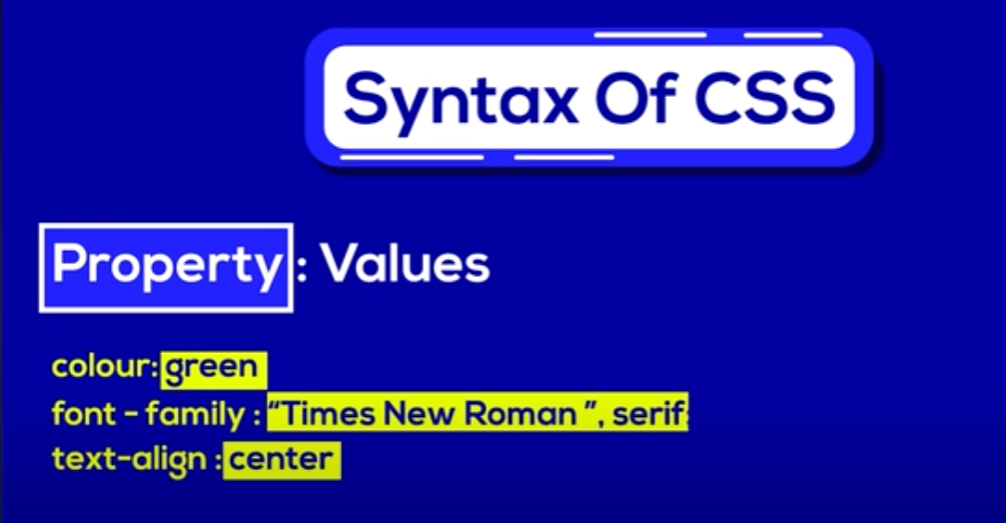 Syntax Of CSS
Property : Values
colour: green
font - family : “Times New Roman ”, serif;
text-align : center